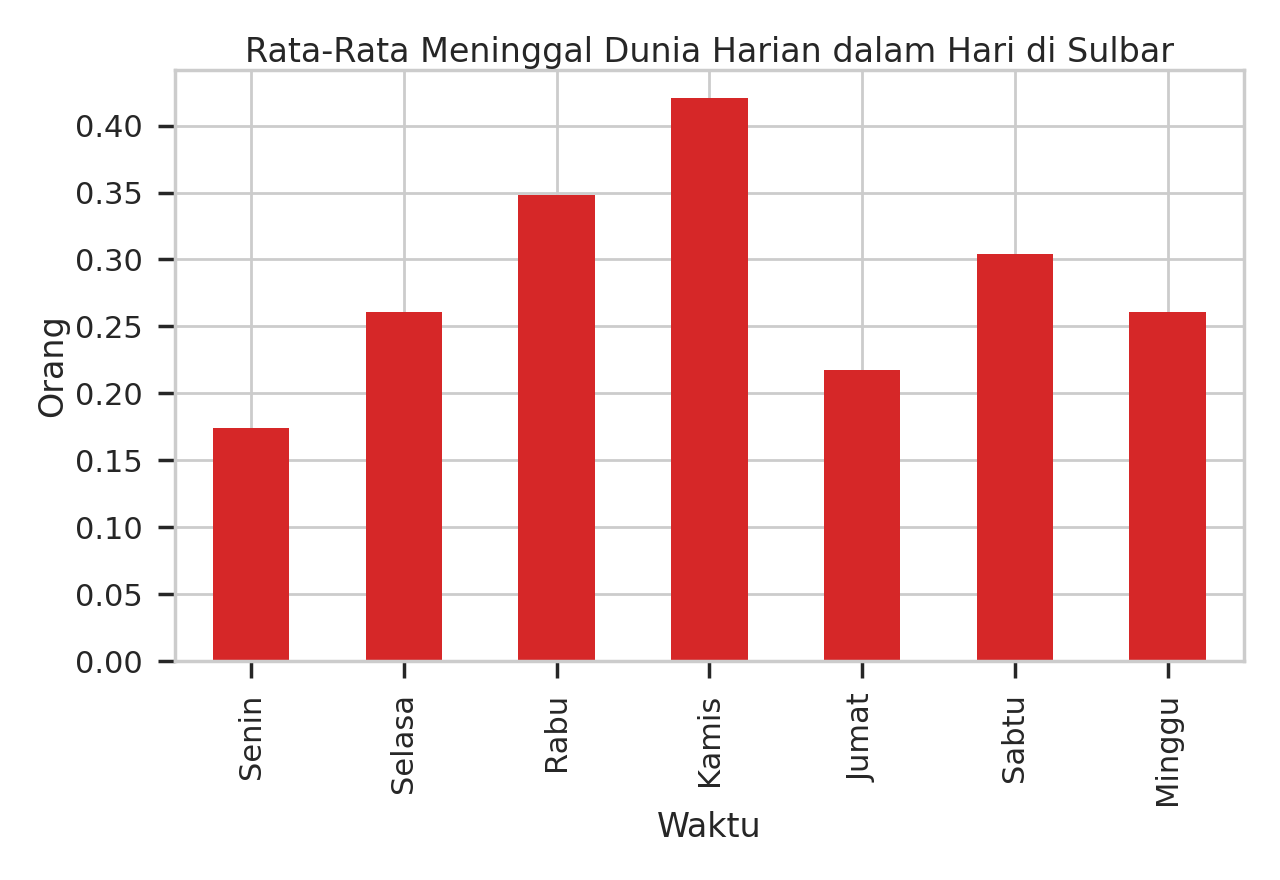 Rata-Rata Meninggal Dunia Harian dalam Hari di Sulbar
0.40
0.35
0.30
0.25
0.20
0.15
0.10
0.05
0.00
Orang
Senin
Selasa
Rabu
Kamis
Jumat
Sabtu
Minggu
Waktu